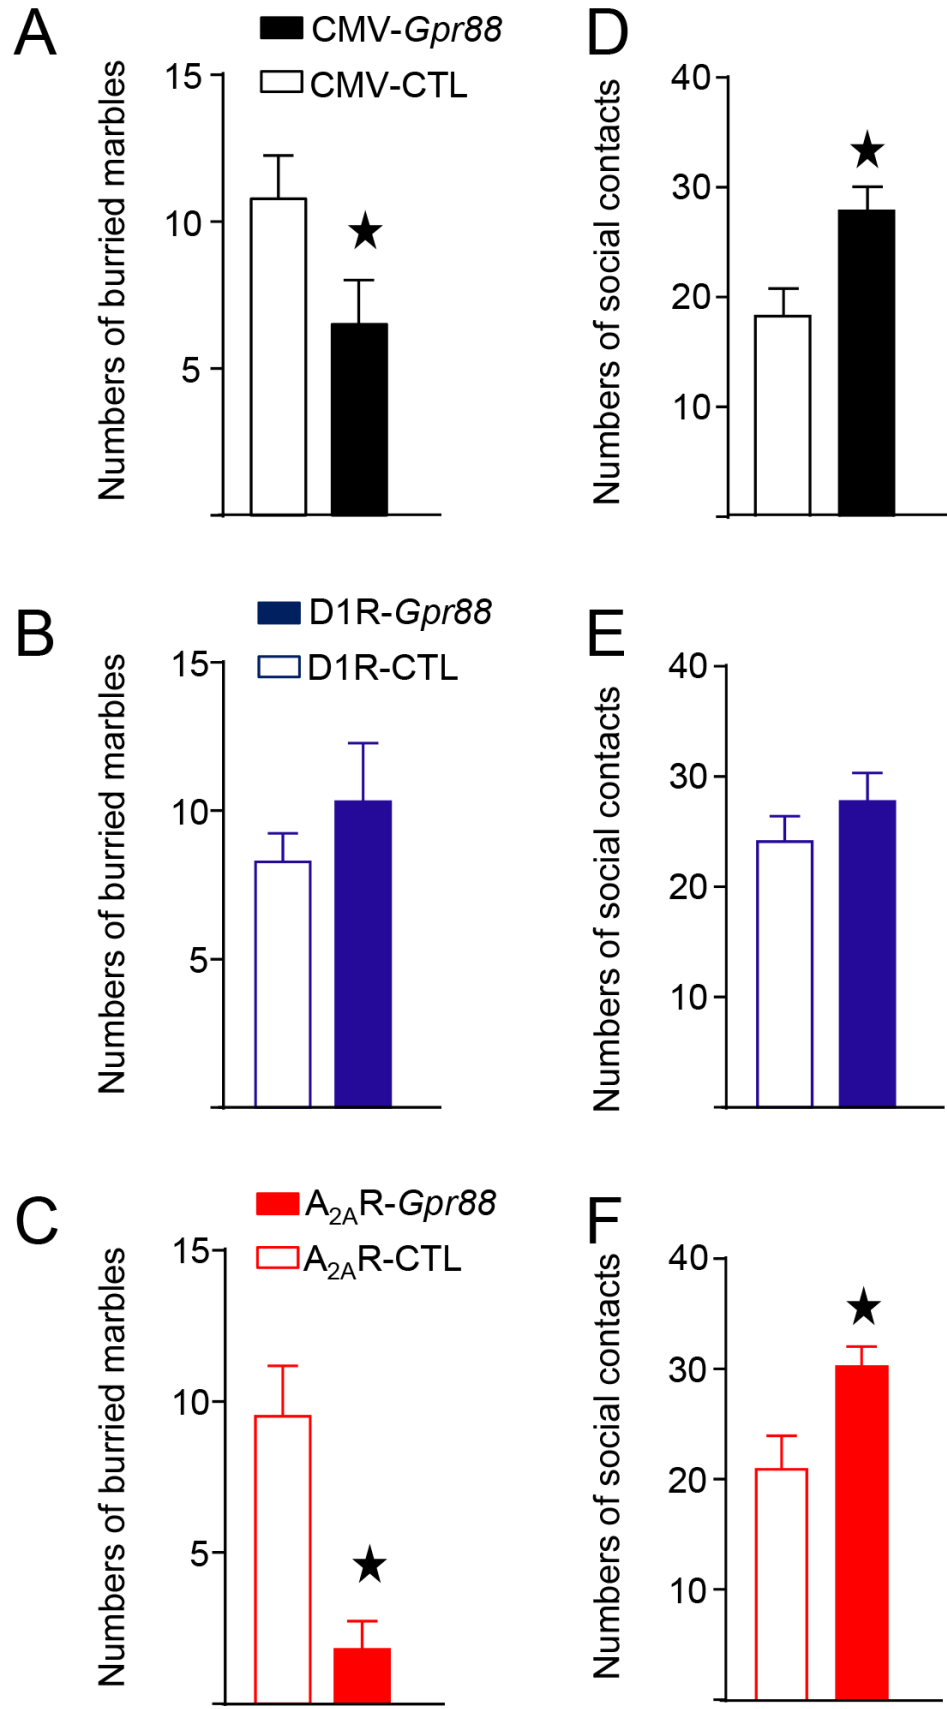 A
CMV-Gpr88
CMV-CTL
Numbers of burried marbles
15
10
5
D
Numbers of social contacts
40
30
20
10
B
D1R-Gpr88
D1R-CTL
Numbers of burried marbles
15
10
5
E
Numbers of social contacts
40
30
20
10
C
A2AR-Gpr88
A2AR-CTL
Numbers of burried marbles
15
10
5
F
Numbers of social contacts
40
30
20
10